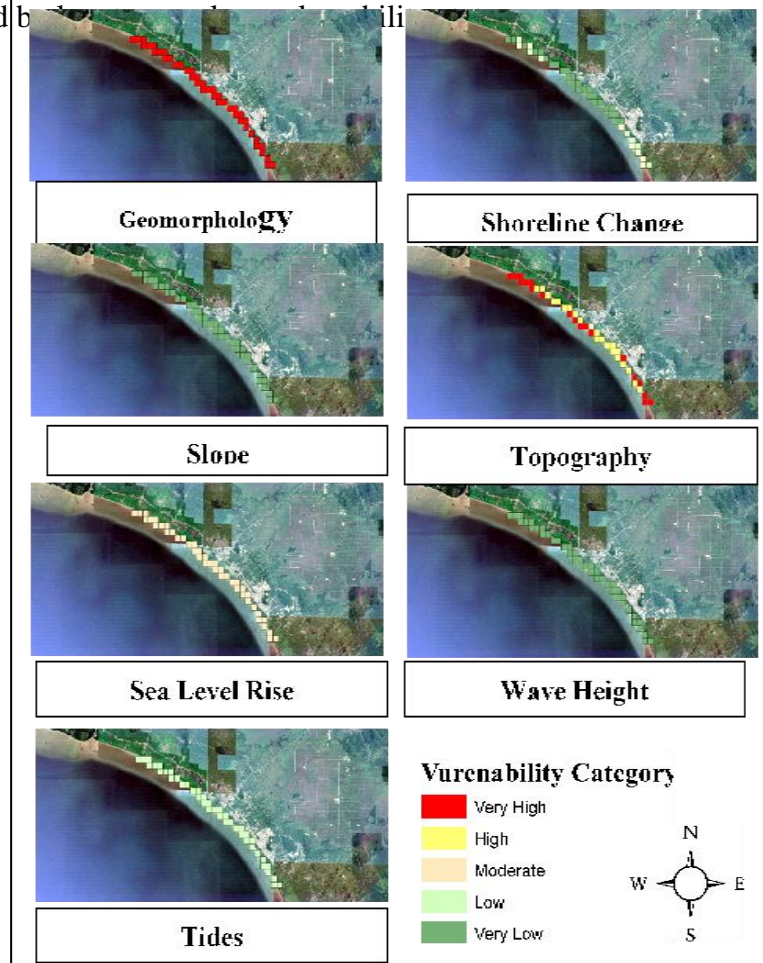 Geomorphology
Shoreline Change
Slope
Topography
Sea Level Rise
Wave Height
Tides
Vurenability Category
Very High
High
Moderate
Low
Very Low
N
W E
S